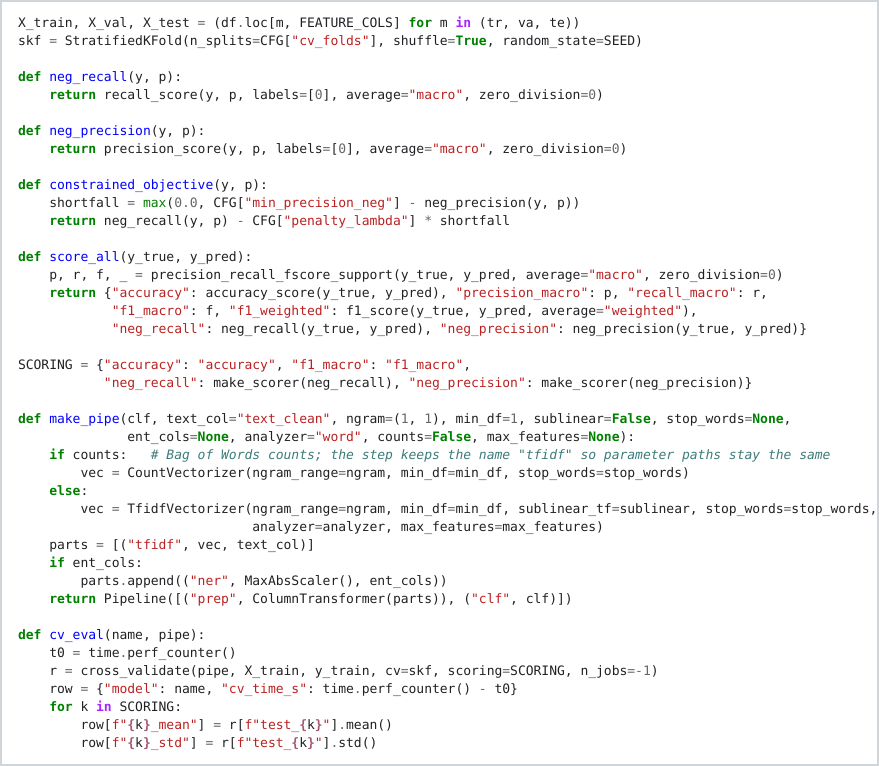 X_train, X_val, X_test = (df.loc[m, FEATURE_COLS] for m in (tr, va, te))
skf = StratifiedKFold(n_splits=CFG["cv_folds"], shuffle=True, random_state=SEED)

def neg_recall(y, p):
    return recall_score(y, p, labels=[0], average="macro", zero_division=0)

def neg_precision(y, p):
    return precision_score(y, p, labels=[0], average="macro", zero_division=0)

def constrained_objective(y, p):
    shortfall = max(0.0, CFG["min_precision_neg"] - neg_precision(y, p))
    return neg_recall(y, p) - CFG["penalty_lambda"] * shortfall

def score_all(y_true, y_pred):
    p, r, f, _ = precision_recall_fscore_support(y_true, y_pred, average="macro", zero_division=0)
    return {"accuracy": accuracy_score(y_true, y_pred), "precision_macro": p, "recall_macro": r,
            "f1_macro": f, "f1_weighted": f1_score(y_true, y_pred, average="weighted"),
            "neg_recall": neg_recall(y_true, y_pred), "neg_precision": neg_precision(y_true, y_pred)}

SCORING = {"accuracy": "accuracy", "f1_macro": "f1_macro",
           "neg_recall": make_scorer(neg_recall), "neg_precision": make_scorer(neg_precision)}

def make_pipe(clf, text_col="text_clean", ngram=(1, 1), min_df=1, sublinear=False, stop_words=None,
              ent_cols=None, analyzer="word", counts=False, max_features=None):
    if counts:   # Bag of Words counts; the step keeps the name "tfidf" so parameter paths stay the same
        vec = CountVectorizer(ngram_range=ngram, min_df=min_df, stop_words=stop_words)
    else:
        vec = TfidfVectorizer(ngram_range=ngram, min_df=min_df, sublinear_tf=sublinear, stop_words=stop_words,
                              analyzer=analyzer, max_features=max_features)
    parts = [("tfidf", vec, text_col)]
    if ent_cols:
        parts.append(("ner", MaxAbsScaler(), ent_cols))
    return Pipeline([("prep", ColumnTransformer(parts)), ("clf", clf)])

def cv_eval(name, pipe):
    t0 = time.perf_counter()
    r = cross_validate(pipe, X_train, y_train, cv=skf, scoring=SCORING, n_jobs=-1)
    row = {"model": name, "cv_time_s": time.perf_counter() - t0}
    for k in SCORING:
        row[f"{k}_mean"] = r[f"test_{k}"].mean()
        row[f"{k}_std"] = r[f"test_{k}"].std()